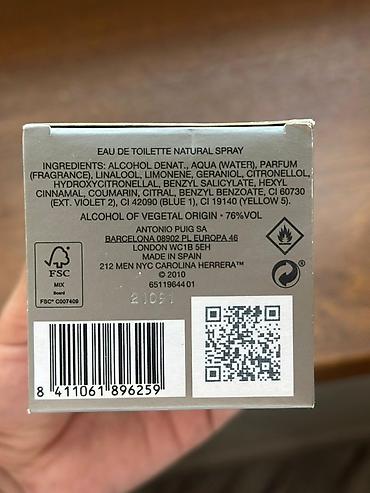 EAU DE TOILETTE NATURAL SPRAY
INGREDIENTS: ALCOHOL DENAT., AQUA (WATER), PARFUM
(FRAGRANCE), LINALOOL, LIMONENE, GERANIOL, CITRONELLOL,
HYDROXYCITRONELLAL, BENZYL SALICYLATE, HEXYL
CINNAMAL, COUMARIN, CITRAL, BENZYL BENZOATE, CI 60730
(EXT. VIOLET 2), CI 42090 (BLUE 1), CI 19140 (YELLOW 5).
ALCOHOL OF VEGETAL ORIGIN • 76%VOL
ANTONIO PUIG SA
BARCELONA 08902 PL EUROPA 46
LONDON WC1B 5EH
MADE IN SPAIN
212 MEN NYC CAROLINA HERRERA™
© 2010
65119644 01
FSC
MIX
Board
FSC® C007409
8 411061 896259